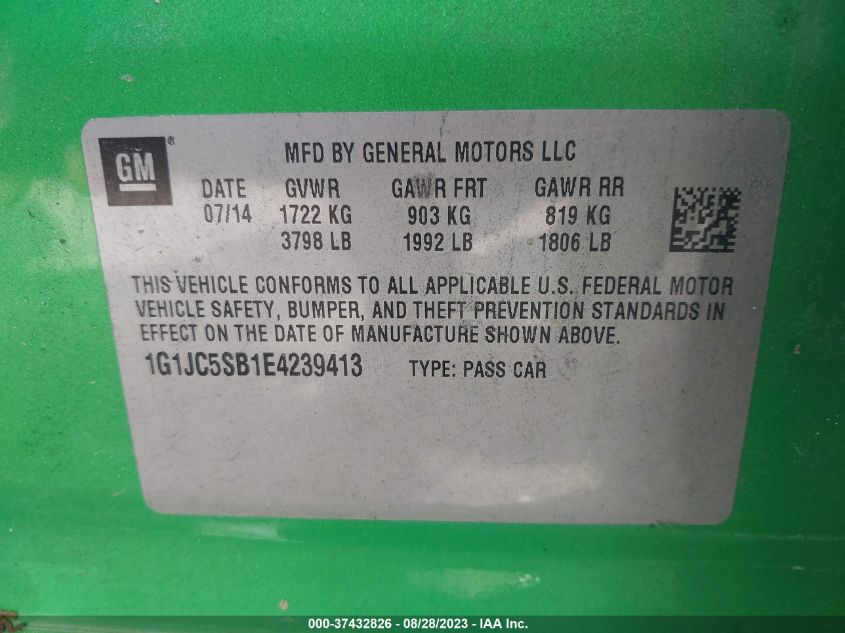 GM ®
MFD BY GENERAL MOTORS LLC
DATE GVWR GAWR FRT GAWR RR
07/14 1722 KG 903 KG 819 KG
3798 LB 1992 LB 1806 LB
THIS VEHICLE CONFORMS TO ALL APPLICABLE U.S. FEDERAL MOTOR
VEHICLE SAFETY, BUMPER, AND THEFT PREVENTION STANDARDS IN
EFFECT ON THE DATE OF MANUFACTURE SHOWN ABOVE.
1G1JC5SB1E4239413 TYPE: PASS CAR
000-37432826 - 08/28/2023 - IAA Inc.